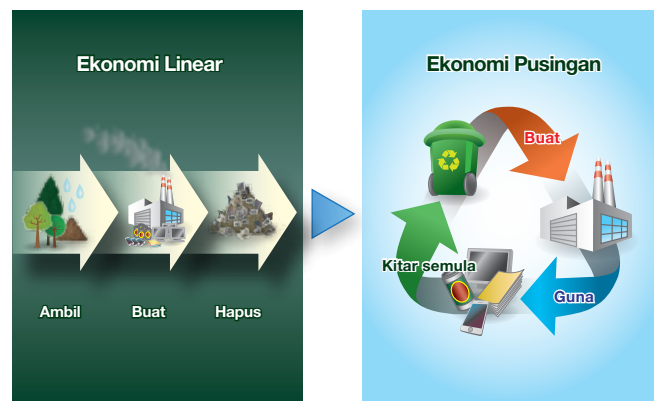 Ekonomi Linear
Ambil
Buat
Hapus
Ekonomi Pusingan
Buat
Kitar semula
Guna